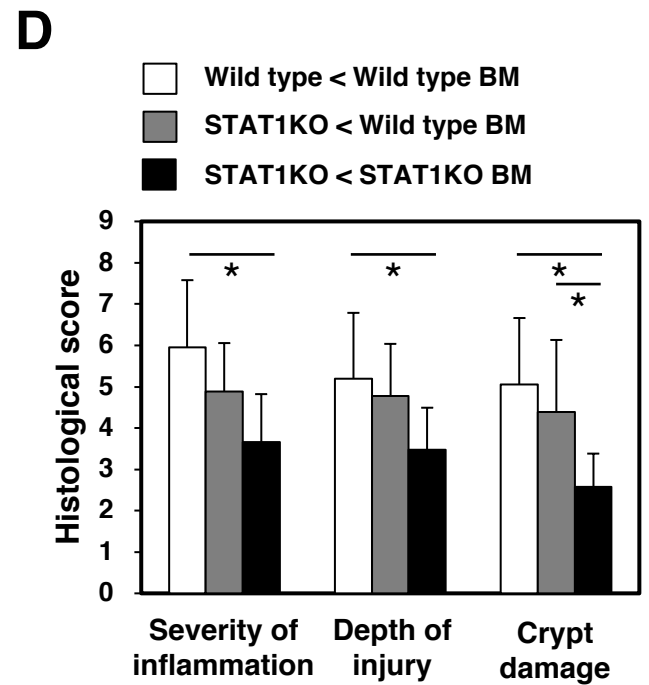 D
Wild type < Wild type BM
STAT1KO < Wild type BM
STAT1KO < STAT1KO BM
Histological score
9
8
7
6
5
4
3
2
1
0
*
*
*
*
Severity of
inflammation
Depth of
injury
Crypt
damage